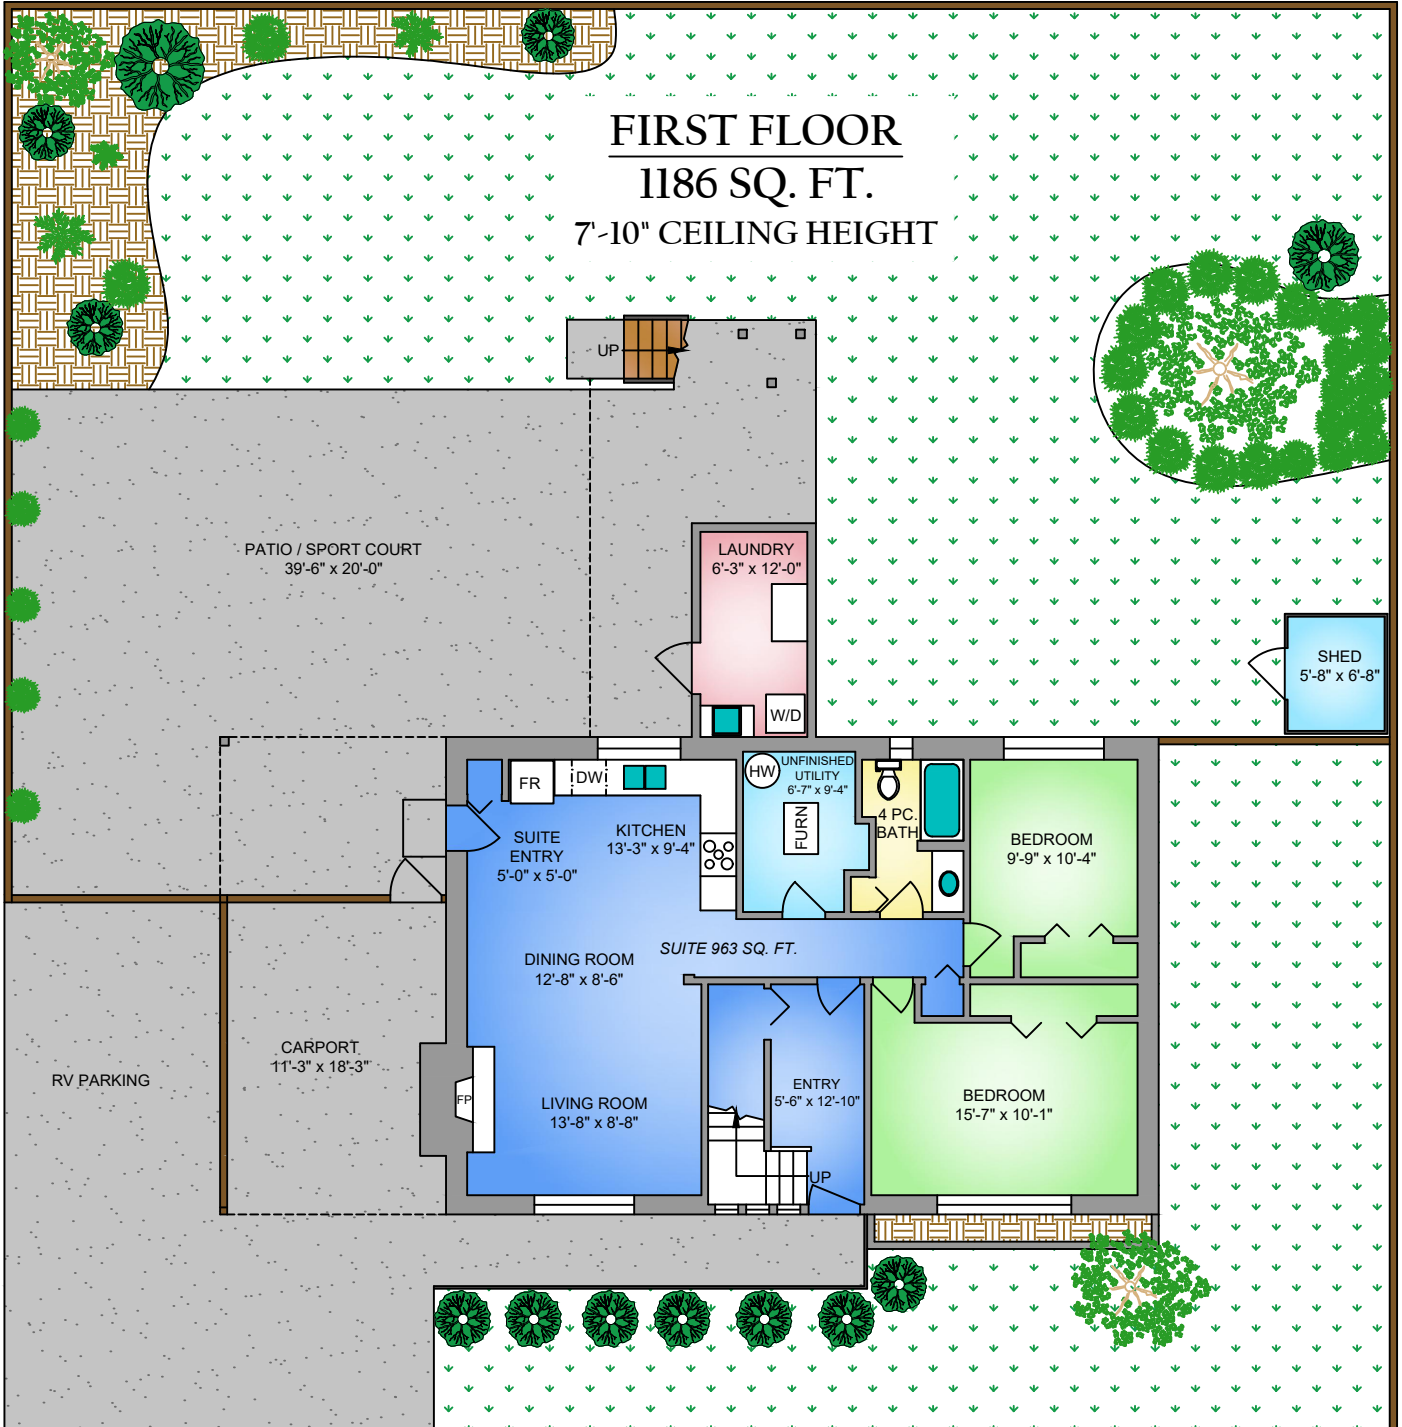 FIRST FLOOR
1186 SQ. FT.
7'-10" CEILING HEIGHT
UP
PATIO / SPORT COURT
39'-6" x 20'-0"
LAUNDRY
6'-3" x 12'-0"
W/D
SHED
5'-8" x 6'-8"
FR
DW
HW
UNFINISHED
UTILITY
6'-7" x 9'-4"
FURN
4 PC.
BATH
SUITE
ENTRY
5'-0" x 5'-0"
KITCHEN
13'-3" x 9'-4"
BEDROOM
9'-9" x 10'-4"
SUITE 963 SQ. FT.
DINING ROOM
12'-8" x 8'-6"
CARPORT
11'-3" x 18'-3"
RV PARKING
FP
LIVING ROOM
13'-8" x 8'-8"
ENTRY
5'-6" x 12'-10"
UP
BEDROOM
15'-7" x 10'-1"